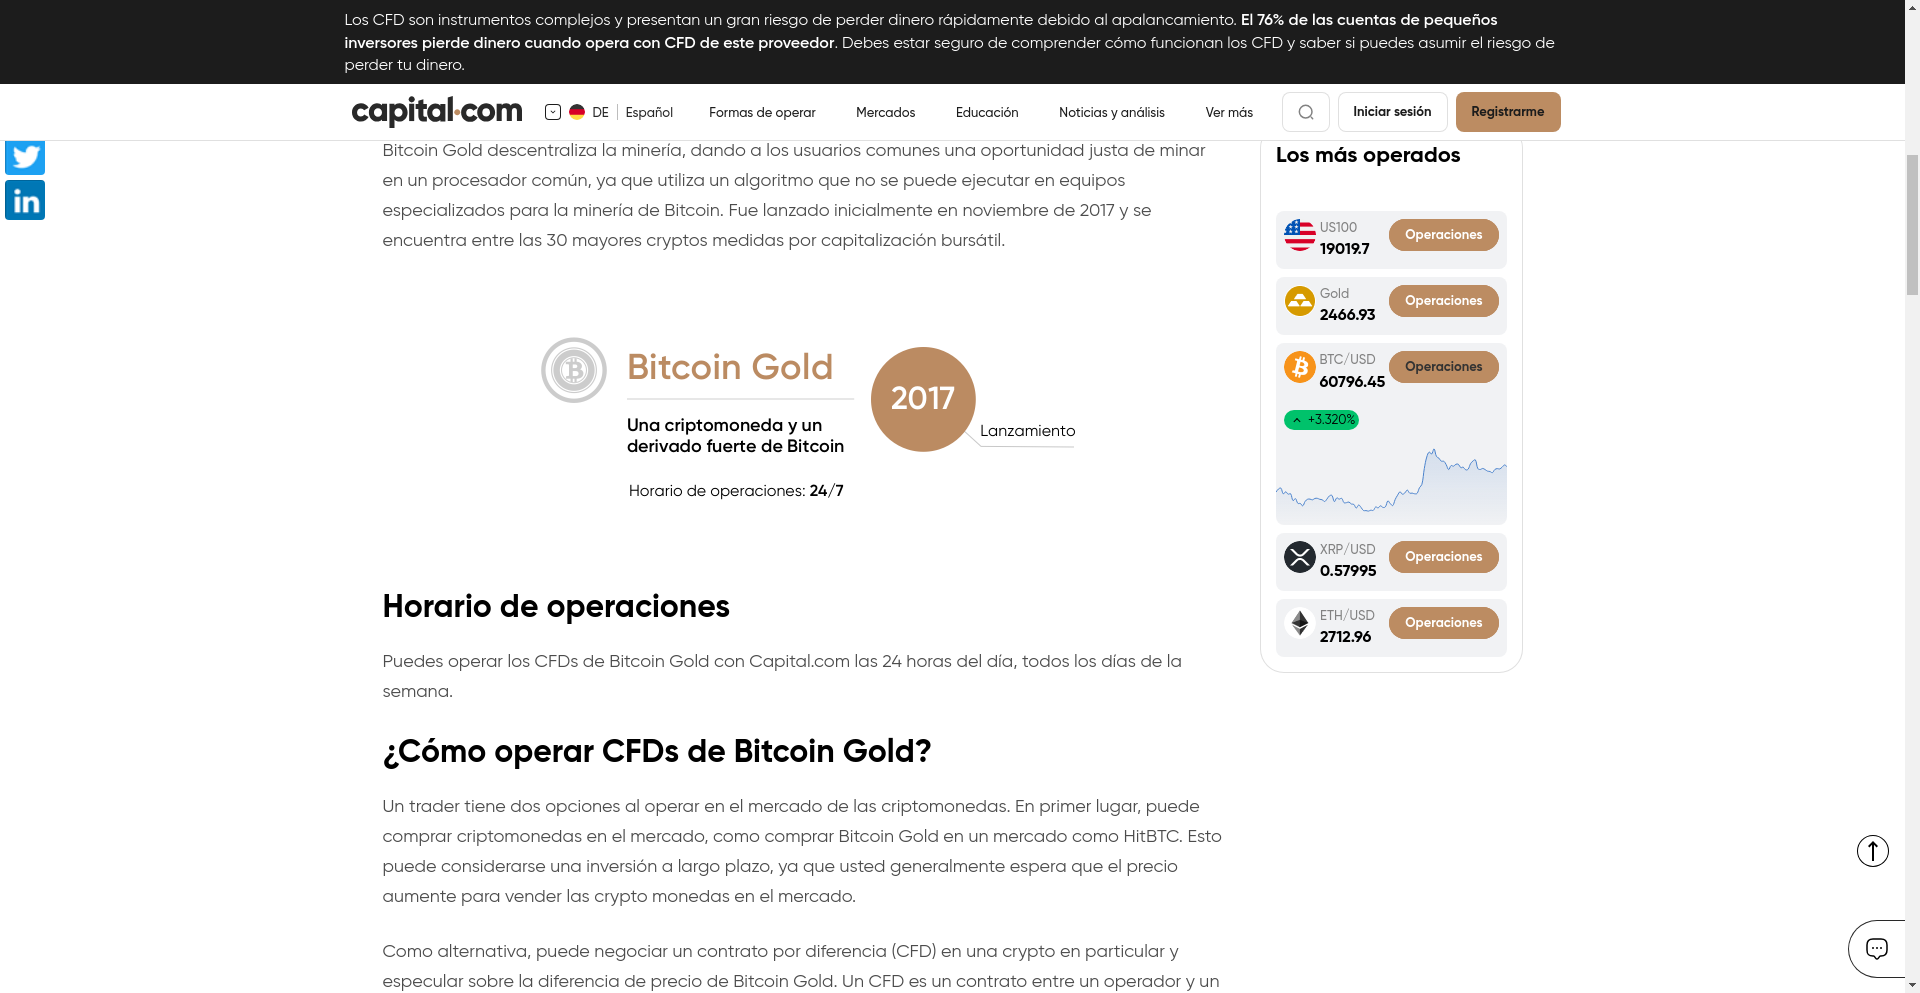 Los CFD son instrumentos complejos y presentan un gran riesgo de perder dinero rápidamente debido al apalancamiento. El 76% de las cuentas de pequeños
inversores pierde dinero cuando opera con CFD de este proveedor. Debes estar seguro de comprender cómo funcionan los CFD y saber si puedes asumir el riesgo de
perder tu dinero.
capital.com DE Español Formas de operar Mercados Educación Noticias y análisis Ver más Iniciar sesión Registrarme
in
Bitcoin Gold descentraliza la minería, dando a los usuarios comunes una oportunidad justa de minar
en un procesador común, ya que utiliza un algoritmo que no se puede ejecutar en equipos
especializados para la minería de Bitcoin. Fue lanzado inicialmente en noviembre de 2017 y se
encuentra entre las 30 mayores cryptos medidas por capitalización bursátil.
Bitcoin Gold
Una criptomoneda y un
derivado fuerte de Bitcoin
Horario de operaciones: 24/7
2017
Lanzamiento
Horario de operaciones
Puedes operar los CFDs de Bitcoin Gold con Capital.com las 24 horas del día, todos los días de la
semana.
¿Cómo operar CFDs de Bitcoin Gold?
Un trader tiene dos opciones al operar en el mercado de las criptomonedas. En primer lugar, puede
comprar criptomonedas en el mercado, como comprar Bitcoin Gold en un mercado como HitBTC. Esto
puede considerarse una inversión a largo plazo, ya que usted generalmente espera que el precio
aumente para vender las crypto monedas en el mercado.
Como alternativa, puede negociar un contrato por diferencia (CFD) en una crypto en particular y
especular sobre la diferencia de precio de Bitcoin Gold. Un CFD es un contrato entre un operador y un
Los más operados
US100
19019.7
Operaciones
Gold
2466.93
Operaciones
BTC/USD
60796.45
Operaciones
+3.320%
XRP/USD
0.57995
Operaciones
ETH/USD
2712.96
Operaciones